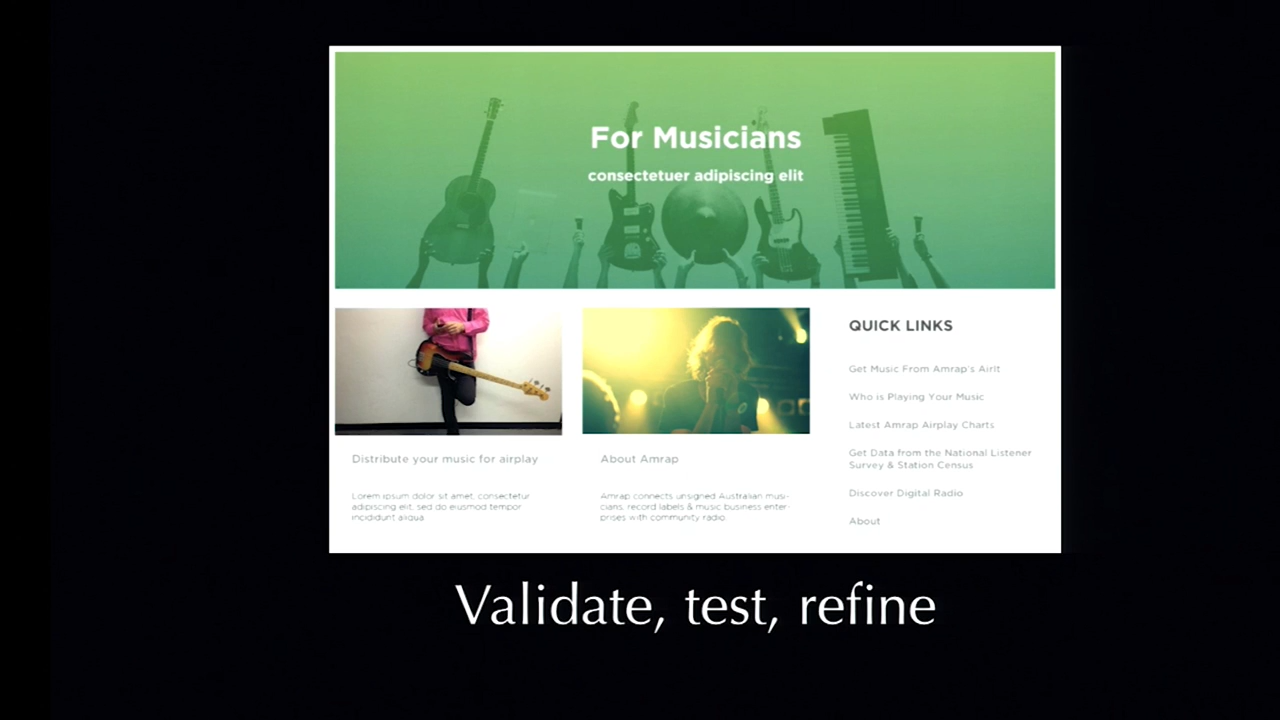 For Musicians
consectetuer adipiscing elit
Distribute your music for airplay
Lorem ipsum dolor sit amet, consectetur
adipiscing elit, sed do eiusmod tempor
incididunt aliqua
About Amrap
Amrap connects unsigned Australian musi-
cians, record labels & music business enter-
prises with community radio
QUICK LINKS
Get Music From Amrap's AirIt
Who is Playing Your Music
Latest Amrap Airplay Charts
Get Data from the National Listener
Survey & Station Census
Discover Digital Radio
About
Validate, test, refine